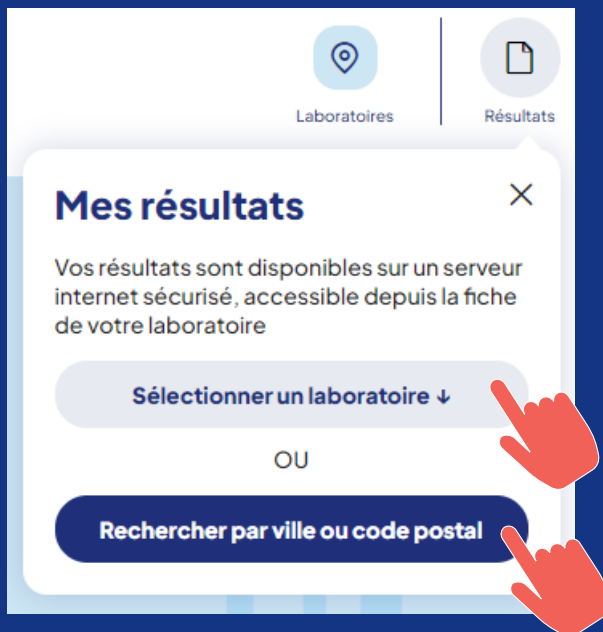 Laboratoires
Résultats
Mes résultats
Vos résultats sont disponibles sur un serveur
internet sécurisé, accessible depuis la fiche
de votre laboratoire
Sélectionner un laboratoire ↓
OU
Rechercher par ville ou code postal